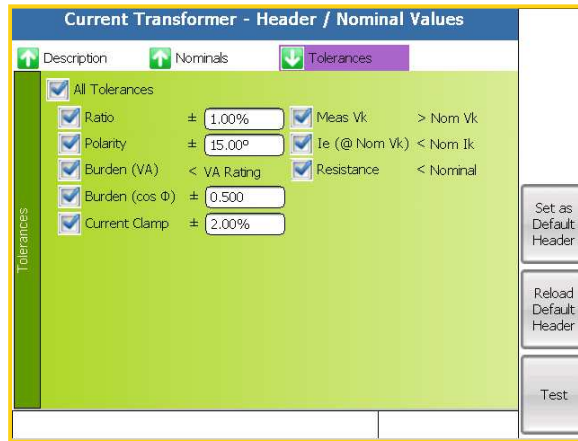 Current Transformer - Header / Nominal Values
Description Nominals Tolerances
All Tolerances
Ratio ± 1.00% Meas Vk > Nom Vk
Polarity ± 15.00º Ie (@ Nom Vk) < Nom Ik
Burden (VA) < VA Rating Resistance < Nominal
Burden (cos Φ) ± 0.500
Current Clamp ± 2.00%
Tolerances
Set as
Default
Header
Reload
Default
Header
Test